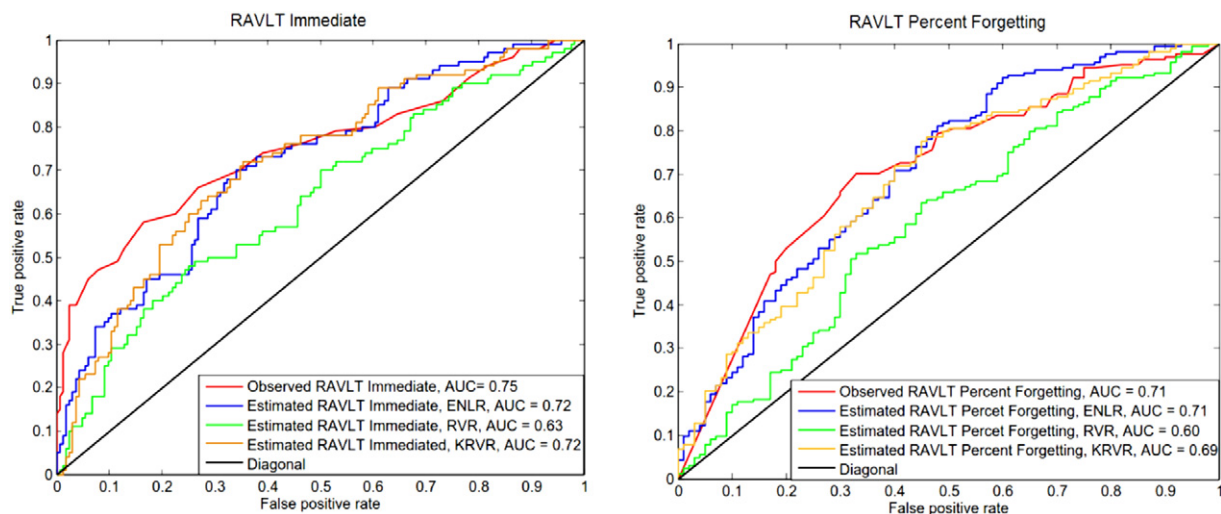 RAVLT Immediate
True positive rate
1
0.9
0.8
0.7
0.6
0.5
0.4
0.3
0.2
0.1
0
Observed RAVLT Immediate, AUC= 0.75
Estimated RAVLT Immediate, ENLR, AUC = 0.72
Estimated RAVLT Immediate, RVR, AUC = 0.63
Estimated RAVLT Immediated, KRVR, AUC = 0.72
Diagonal
0 0.1 0.2 0.3 0.4 0.5 0.6 0.7 0.8 0.9 1
False positive rate
RAVLT Percent Forgetting
True positive rate
1
0.9
0.8
0.7
0.6
0.5
0.4
0.3
0.2
0.1
0
Observed RAVLT Percent Forgetting, AUC = 0.71
Estimated RAVLT Percet Forgetting, ENLR, AUC = 0.71
Estimated RAVLT Percet Forgetting, RVR, AUC = 0.60
Estimated RAVLT Percent Forgetting, KRVR, AUC = 0.69
Diagonal
0 0.1 0.2 0.3 0.4 0.5 0.6 0.7 0.8 0.9 1
False positive rate